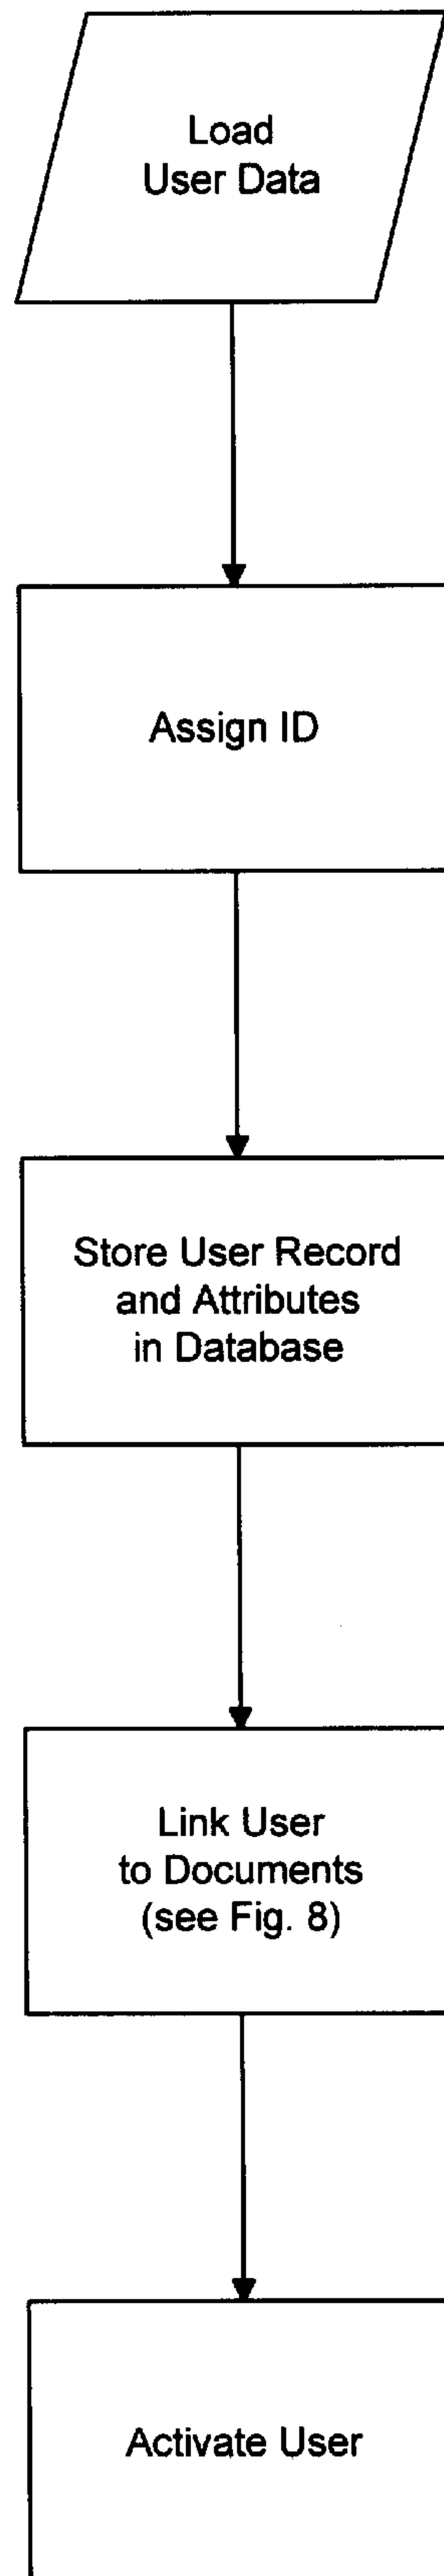 Load
User Data
Assign ID
Store User Record
and Attributes
in Database
Link User
to Documents
(see Fig. 8)
Activate User